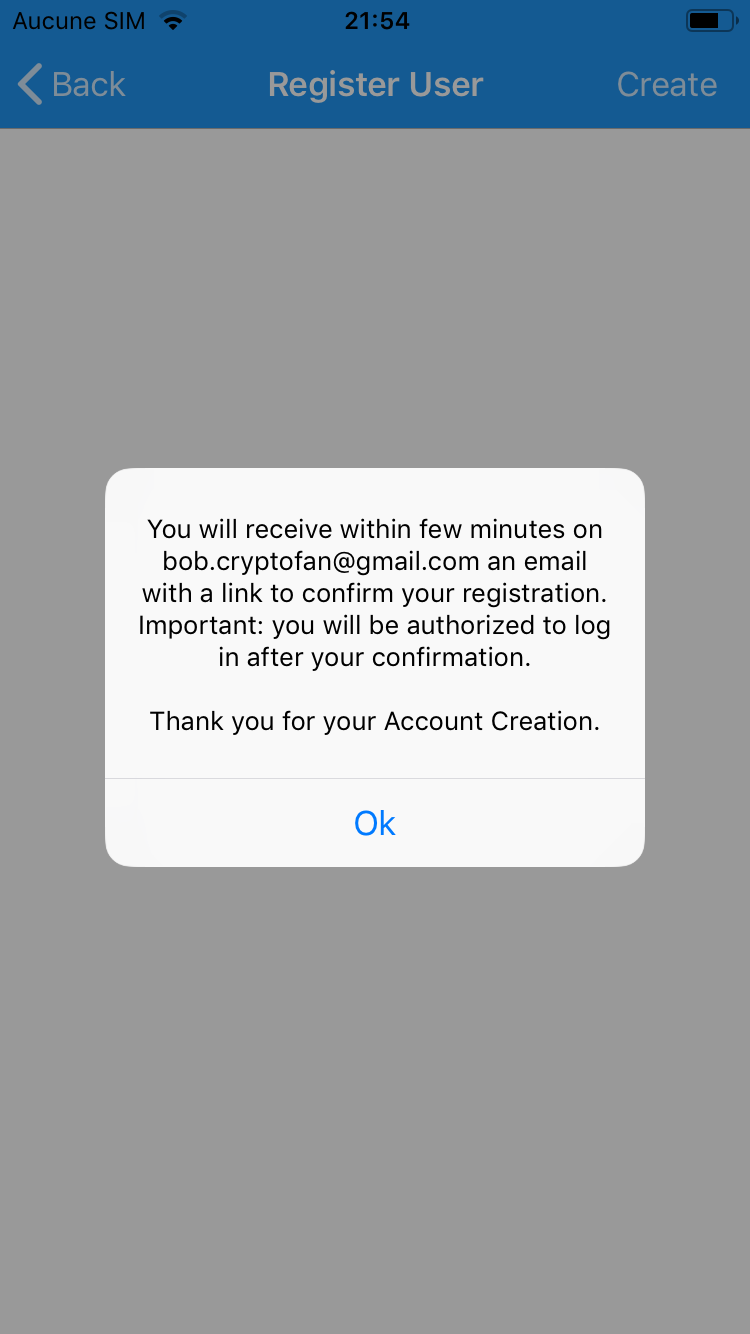 Aucune SIM 21:54
Back Register User Create
You will receive within few minutes on
bob.cryptofan@gmail.com an email
with a link to confirm your registration.
Important: you will be authorized to log
in after your confirmation.
Thank you for your Account Creation.
Ok